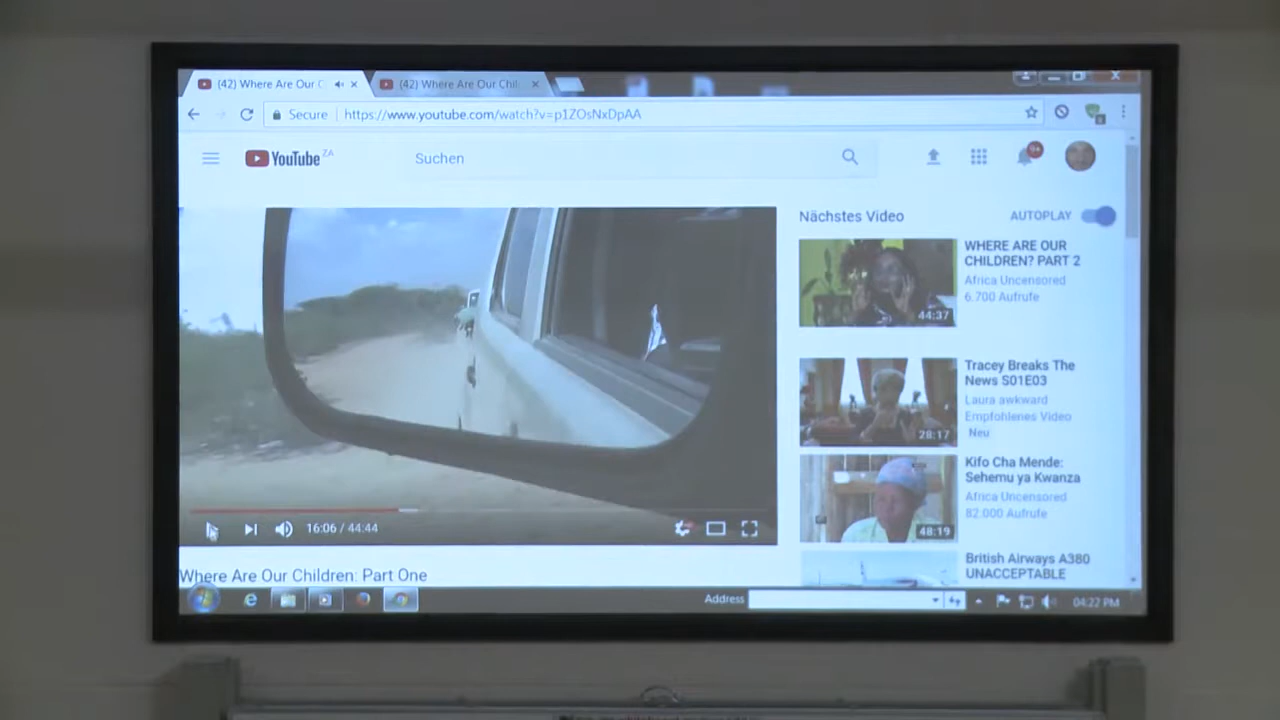 (42) Where Are Our C
(42) Where Are Our Chil
Secure
https://www.youtube.com/watch?v=p1ZOsNxDpAA
YouTube ZA
Suchen
9+
Nächstes Video
AUTOPLAY
WHERE ARE OUR
CHILDREN? PART 2
Africa Uncensored
6.700 Aufrufe
44:37
Tracey Breaks The
News S01E03
Laura awkward
Empfohlenes Video
Neu
28:17
Kifo Cha Mende:
Sehemu ya Kwanza
Africa Uncensored
82.000 Aufrufe
48:19
British Airways A380
UNACCEPTABLE
16:06 / 44:44
Where Are Our Children: Part One
Address
04:22 PM